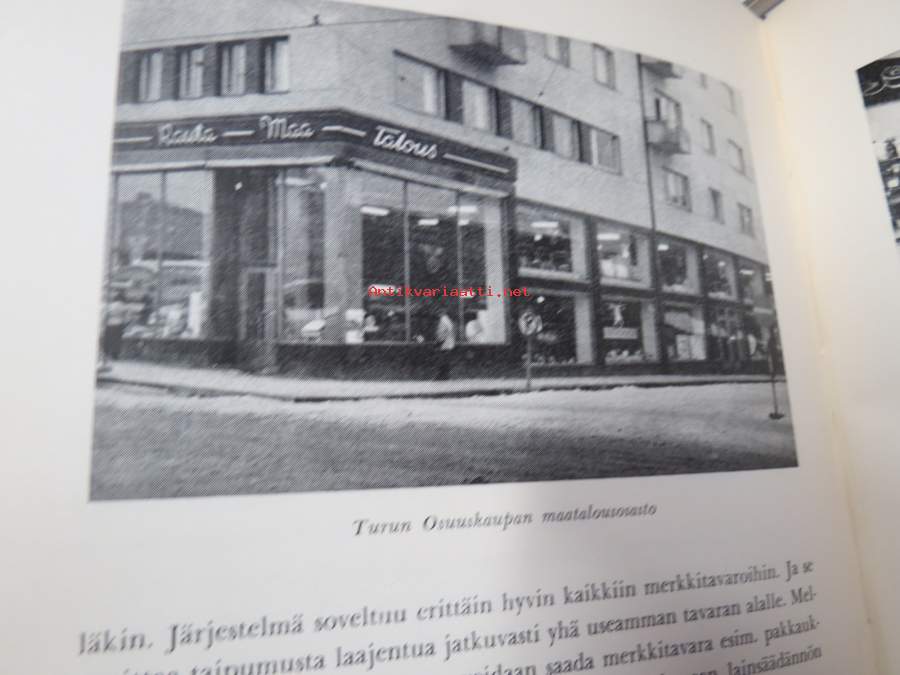 Rauta — Maa — Talous —
Antikvariaatti.net
Turun Osuuskaupan maatalousosasto
läkin. Järjestelmä soveltuu erittäin hyvin kaikkiin merkkitavaroihin. Ja se
taipumusta laajentua jatkuvasti yhä useamman tavaran alalle. Mel-
saada merkkitavara esim. pakkauk-
lainsäädännön